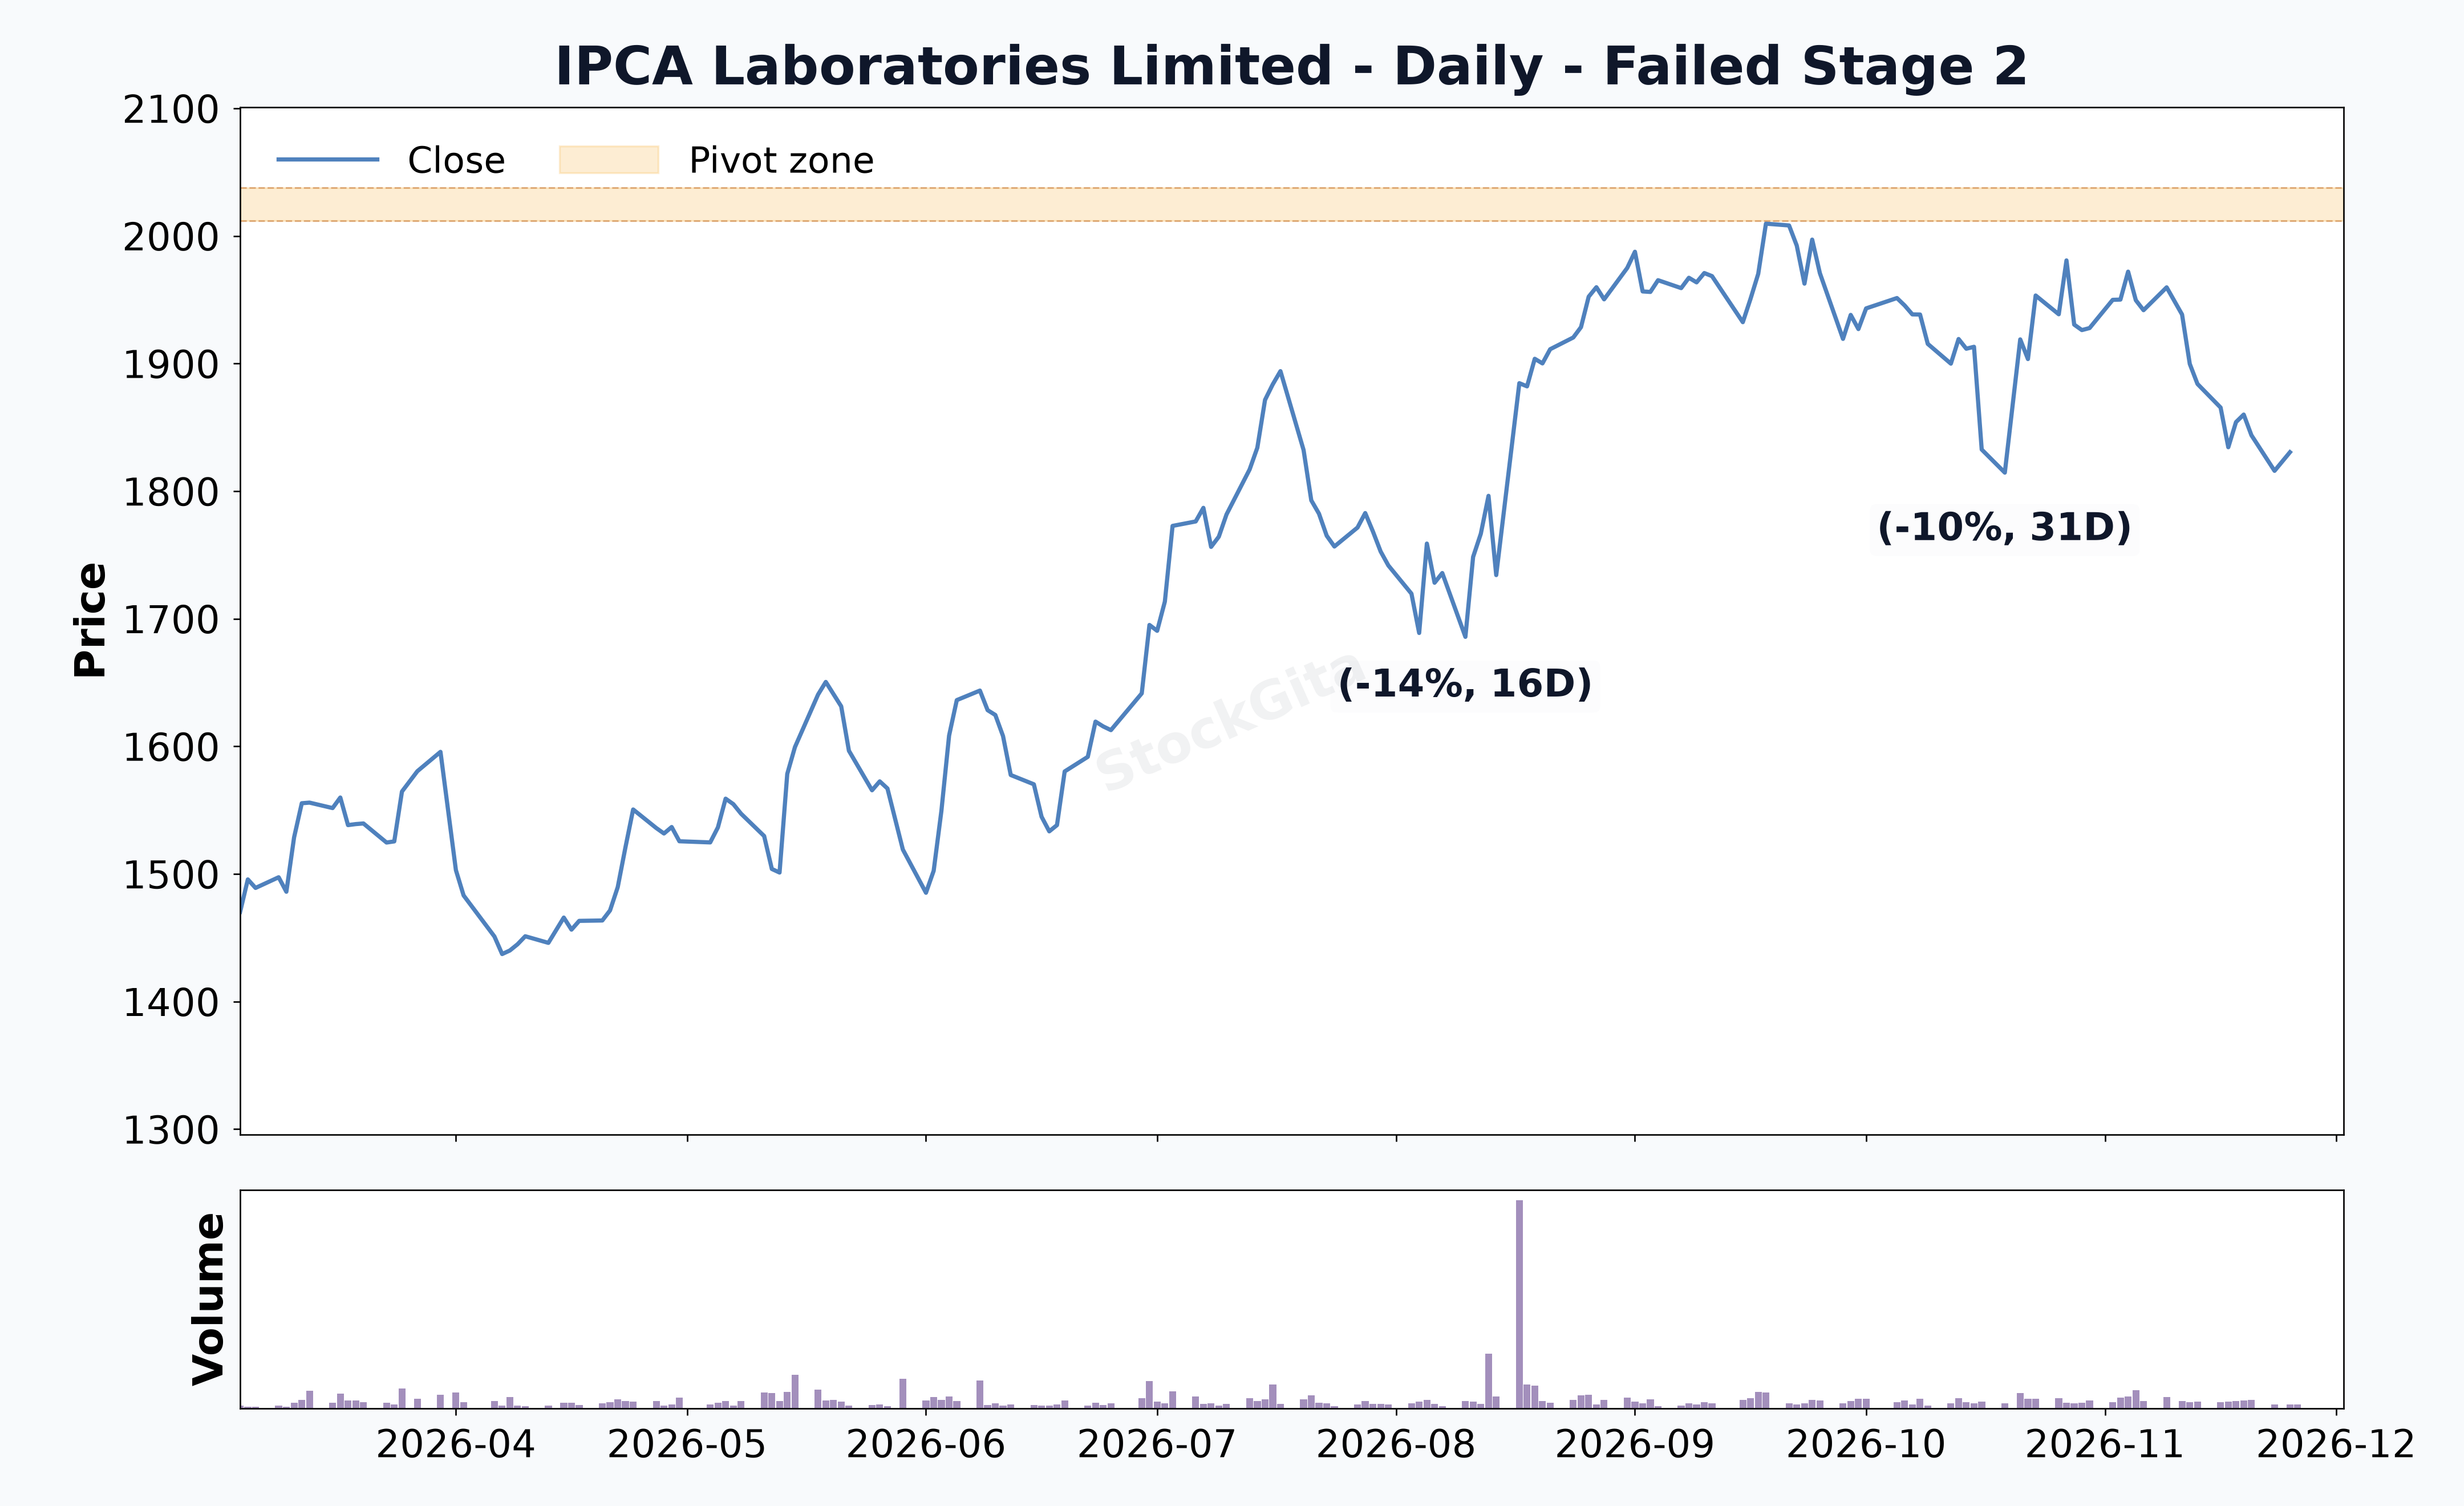 IPCA Laboratories Limited - Daily - Failed Stage 2
Close
Pivot zone
Price
2100
2000
1900
1800
1700
1600
1500
1400
1300
(-10%, 31D)
(-14%, 16D)
StockGita
Volume
2026-04
2026-05
2026-06
2026-07
2026-08
2026-09
2026-10
2026-11
2026-12